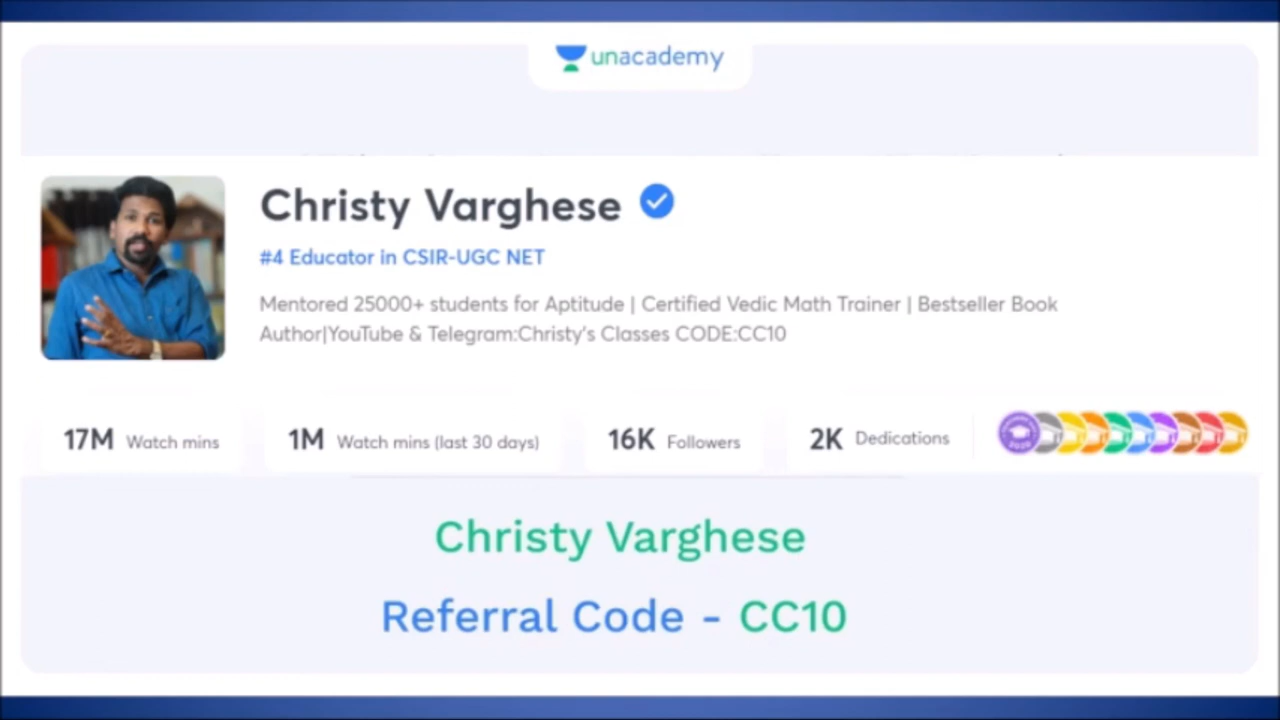 unacademy
Christy Varghese
#4 Educator in CSIR-UGC NET
Mentored 25000+ students for Aptitude | Certified Vedic Math Trainer | Bestseller Book
Author|YouTube & Telegram:Christy's Classes CODE:CC10
17M Watch mins
1M Watch mins (last 30 days)
16K Followers
2K Dedications
2020
Christy Varghese
Referral Code - CC10